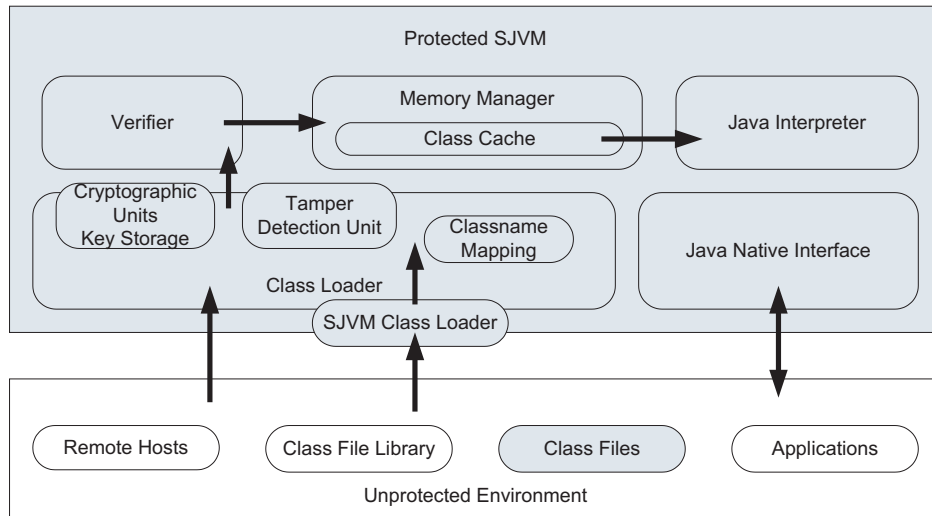 Protected SJVM
Verifier
Memory Manager
Class Cache
Java Interpreter
Cryptographic
Units
Key Storage
Tamper
Detection Unit
Classname
Mapping
Class Loader
Java Native Interface
SJVM Class Loader
Remote Hosts
Class File Library
Class Files
Applications
Unprotected Environment